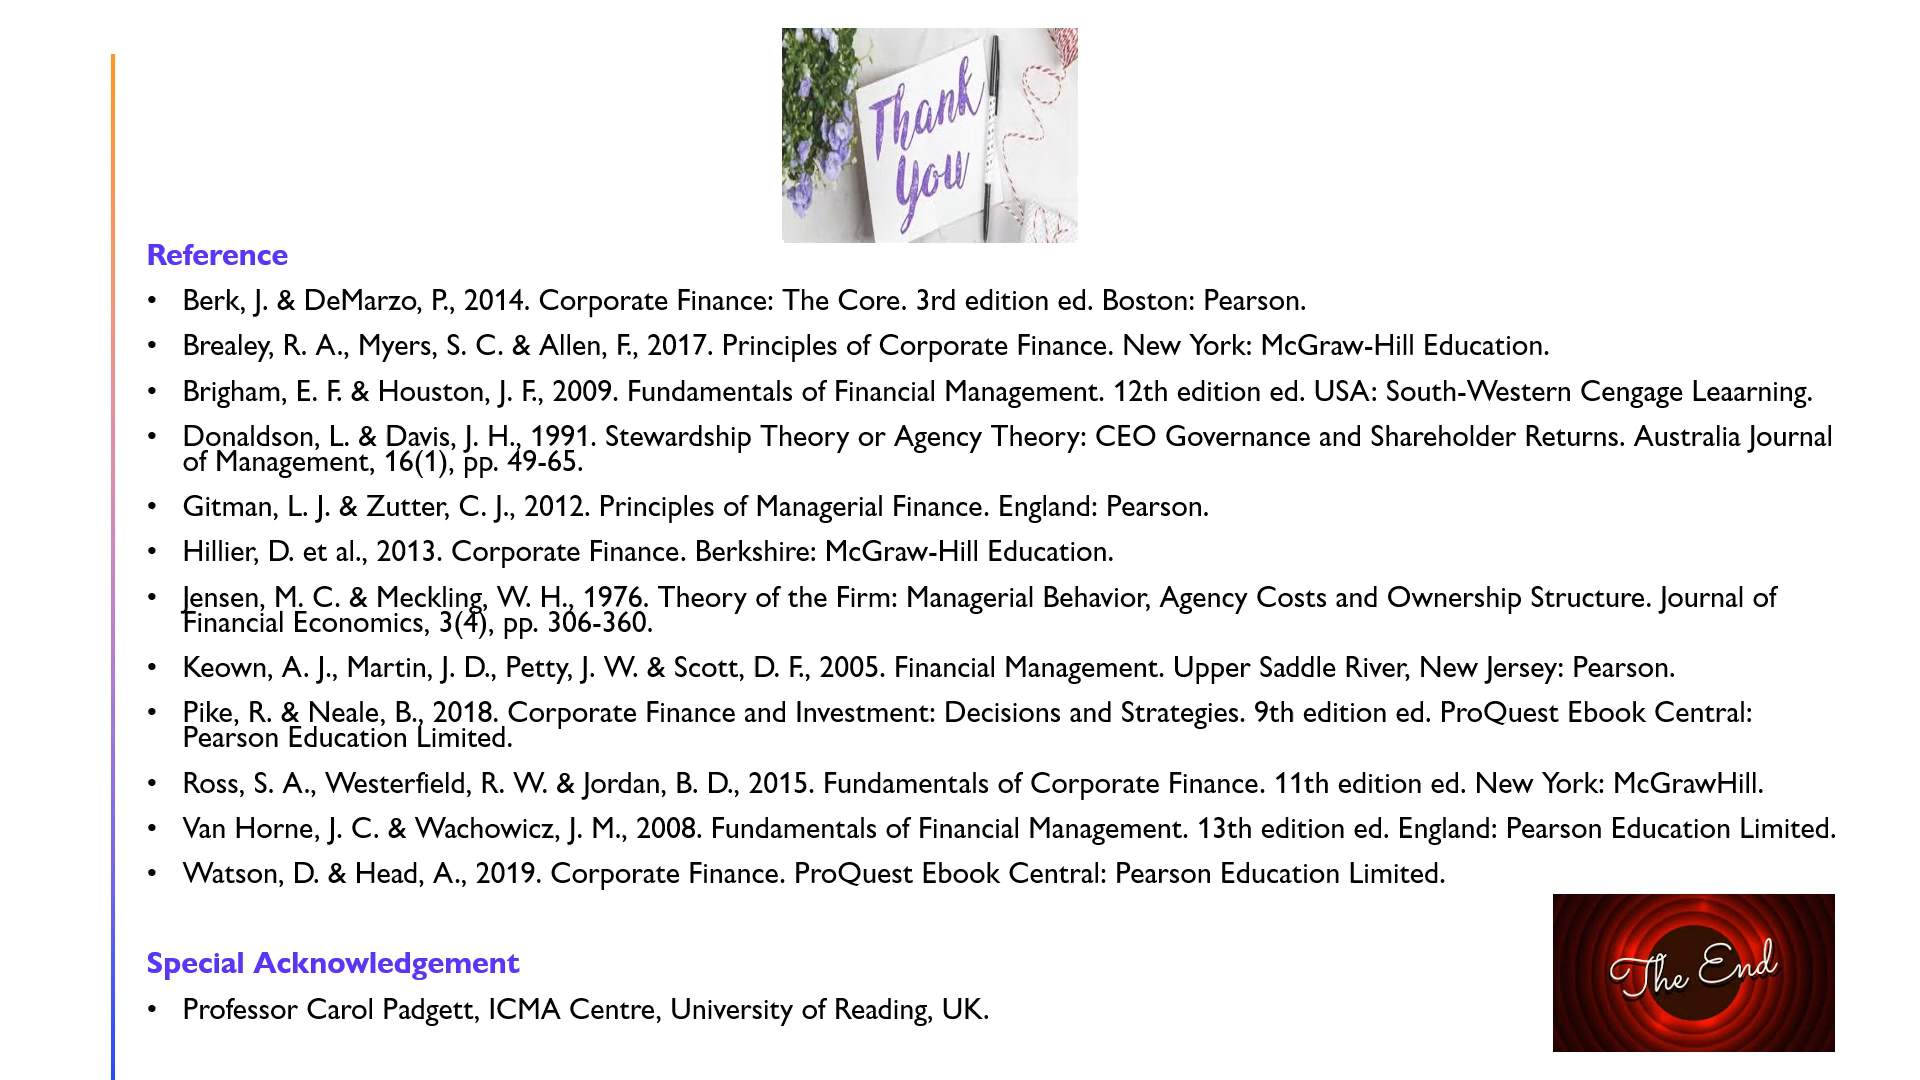 Thank
You
Reference
• Berk, J. & DeMarzo, P., 2014. Corporate Finance: The Core. 3rd edition ed. Boston: Pearson.
• Brealey, R. A., Myers, S. C. & Allen, F., 2017. Principles of Corporate Finance. New York: McGraw-Hill Education.
• Brigham, E. F. & Houston, J. F., 2009. Fundamentals of Financial Management. 12th edition ed. USA: South-Western Cengage Leaarning.
• Donaldson, L. & Davis, J. H., 1991. Stewardship Theory or Agency Theory: CEO Governance and Shareholder Returns. Australia Journal
of Management, 16(1), pp. 49-65.
• Gitman, L. J. & Zutter, C. J., 2012. Principles of Managerial Finance. England: Pearson.
• Hillier, D. et al., 2013. Corporate Finance. Berkshire: McGraw-Hill Education.
• Jensen, M. C. & Meckling, W. H., 1976. Theory of the Firm: Managerial Behavior, Agency Costs and Ownership Structure. Journal of
Financial Economics, 3(4), pp. 306-360.
• Keown, A. J., Martin, J. D., Petty, J. W. & Scott, D. F., 2005. Financial Management. Upper Saddle River, New Jersey: Pearson.
• Pike, R. & Neale, B., 2018. Corporate Finance and Investment: Decisions and Strategies. 9th edition ed. ProQuest Ebook Central:
Pearson Education Limited.
• Ross, S. A., Westerfield, R. W. & Jordan, B. D., 2015. Fundamentals of Corporate Finance. 11th edition ed. New York: McGrawHill.
• Van Horne, J. C. & Wachowicz, J. M., 2008. Fundamentals of Financial Management. 13th edition ed. England: Pearson Education Limited.
• Watson, D. & Head, A., 2019. Corporate Finance. ProQuest Ebook Central: Pearson Education Limited.
The End
Special Acknowledgement
• Professor Carol Padgett, ICMA Centre, University of Reading, UK.